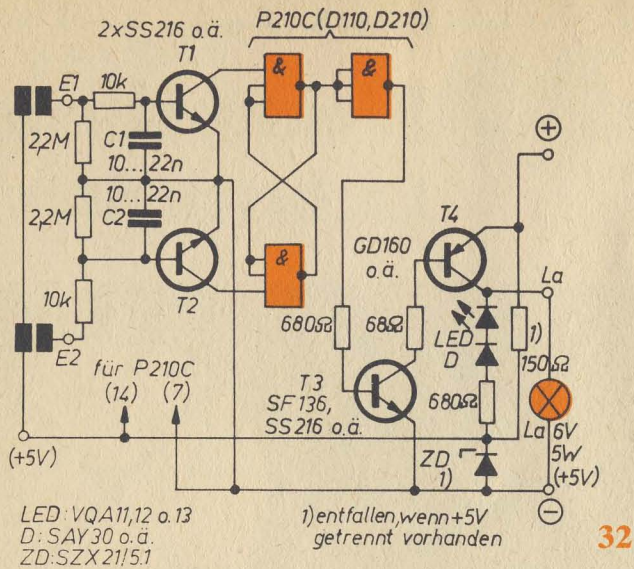 2xSS216 o.ä.
P210C(D110,D210)
T1
&
&
E1
10k
2,2M
C1
10...22n
10...22n
2,2M
C2
T2
10k
E2
&
T4
GD160
o.ä.
La
680Ω
68Ω
LED
D
1)
150Ω
für P210C
(14) (7)
T3
SF136,
SS216 o.ä.
680Ω
La 6V
5W
(+5V)
ZD
1)
(+5V)
LED: VQA11,12 o.13
D: SAY30 o.ä.
ZD: SZX21/5.1
1) entfallen, wenn +5V
getrennt vorhanden
32